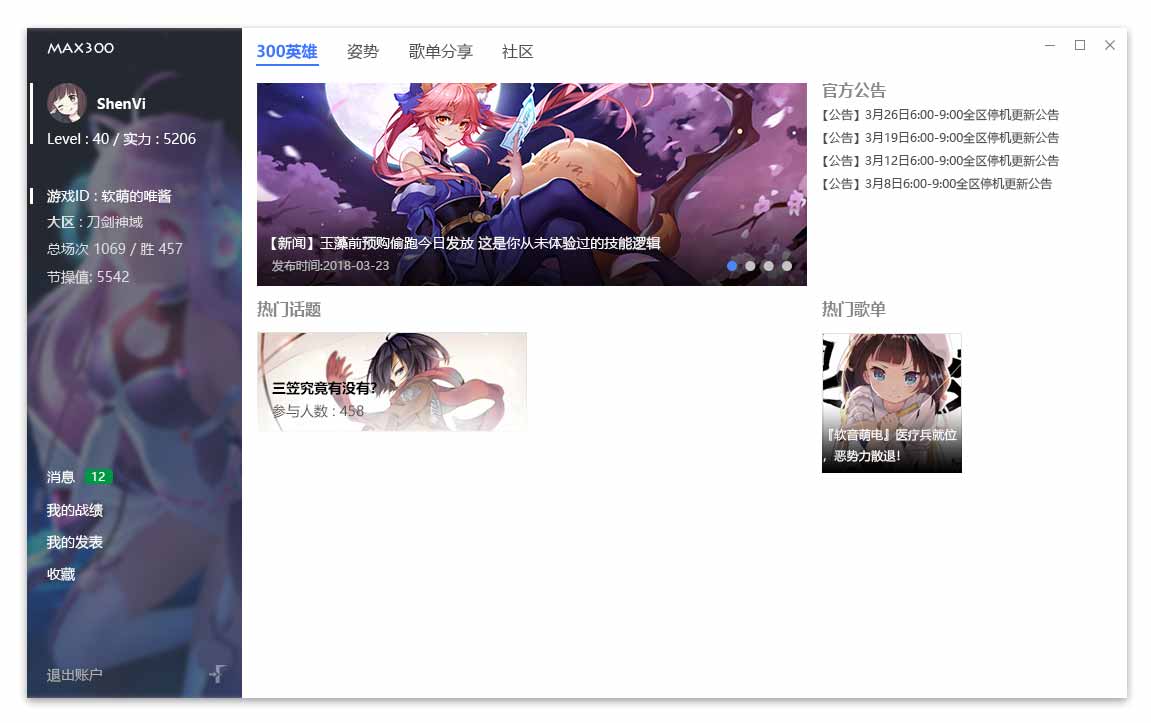 MAX300
ShenVi
Level : 40 / 实力 : 5206
游戏ID : 软萌的唯酱
大区 : 刀剑神域
总场次 1069 / 胜 457
节操值: 5542
消息 12
我的战绩
我的发表
收藏
退出账户
300英雄 姿势 歌单分享 社区
【新闻】玉藻前预购偷跑今日发放 这是你从未体验过的技能逻辑
发布时间:2018-03-23
官方公告
【公告】3月26日6:00-9:00全区停机更新公告
【公告】3月19日6:00-9:00全区停机更新公告
【公告】3月12日6:00-9:00全区停机更新公告
【公告】3月8日6:00-9:00全区停机更新公告
热门话题
三笠究竟有没有?
参与人数 : 458
热门歌单
『软音萌电』医疗兵就位
，恶势力散退！